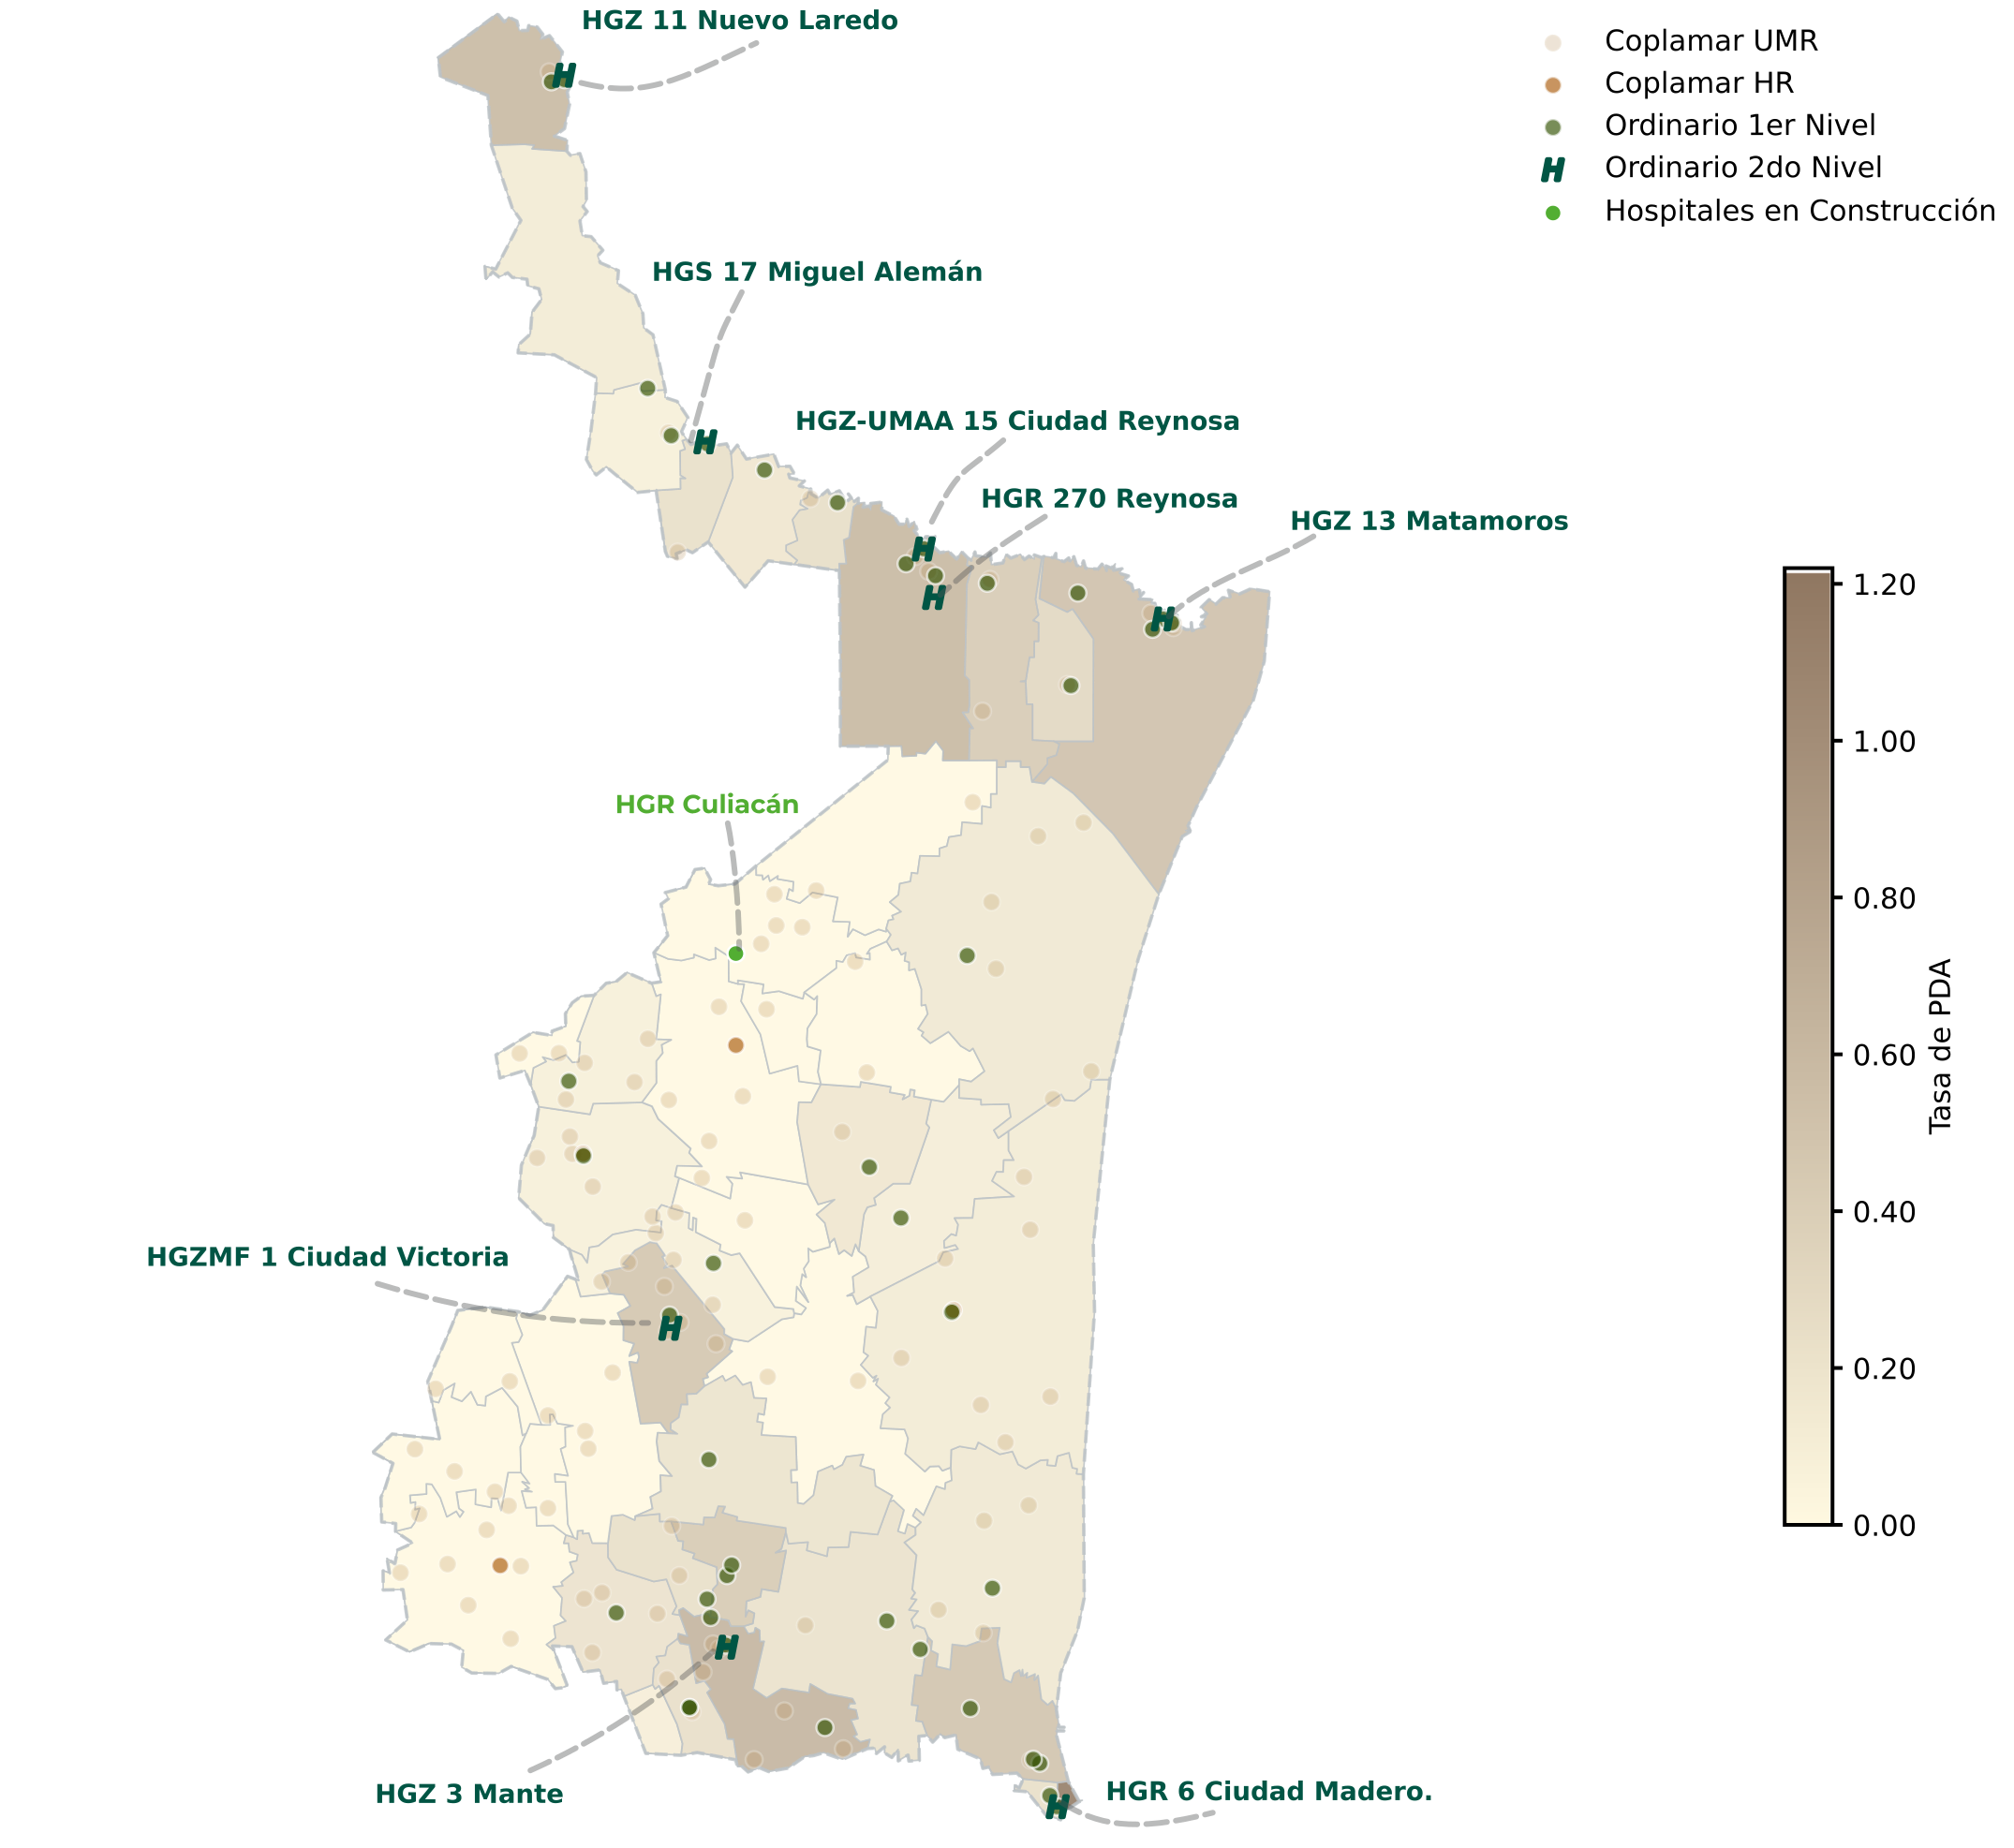 HGZ 11 Nuevo Laredo
Coplamar UMR
Coplamar HR
Ordinario 1er Nivel
H Ordinario 2do Nivel
Hospitales en Construcción
HGS 17 Miguel Alemán
HGZ-UMAA 15 Ciudad Reynosa
HGR 270 Reynosa
HGZ 13 Matamoros
HGR Culiacán
HGZMF 1 Ciudad Victoria
HGZ 3 Mante
HGR 6 Ciudad Madero.
1.20
1.00
0.80
0.60
0.40
0.20
0.00
Tasa de PDA
H
H
H
H
H
H
H
H